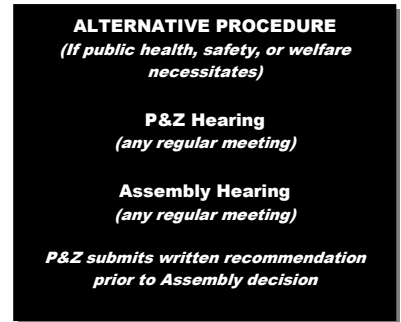 ALTERNATIVE PROCEDURE
(If public health, safety, or welfare
necessitates)
P&Z Hearing
(any regular meeting)
Assembly Hearing
(any regular meeting)
P&Z submits written recommendation
prior to Assembly decision